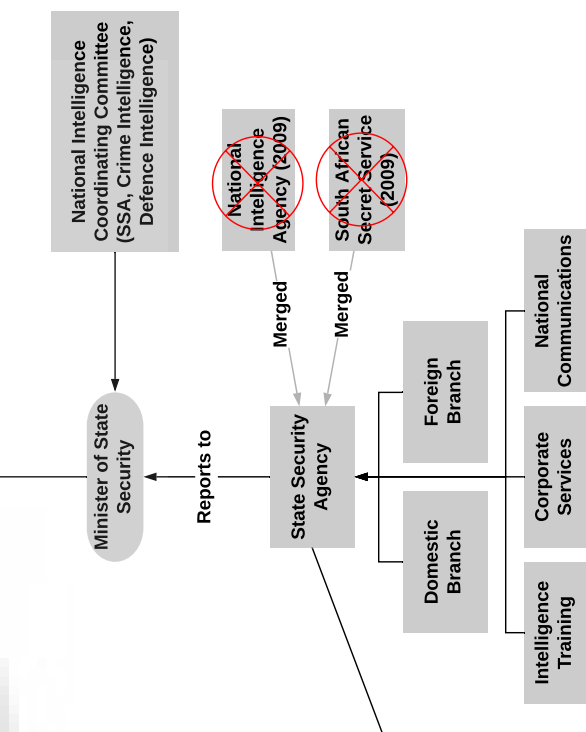 National Intelligence
Coordinating Committee
(SSA, Crime Intelligence,
Defence Intelligence)
National
Intelligence
Agency (2009)
South African
Secret Service
(2009)
Merged
Merged
Minister of State
Security
Reports to
State Security
Agency
Foreign
Branch
Domestic
Branch
National
Communications
Corporate
Services
Intelligence
Training